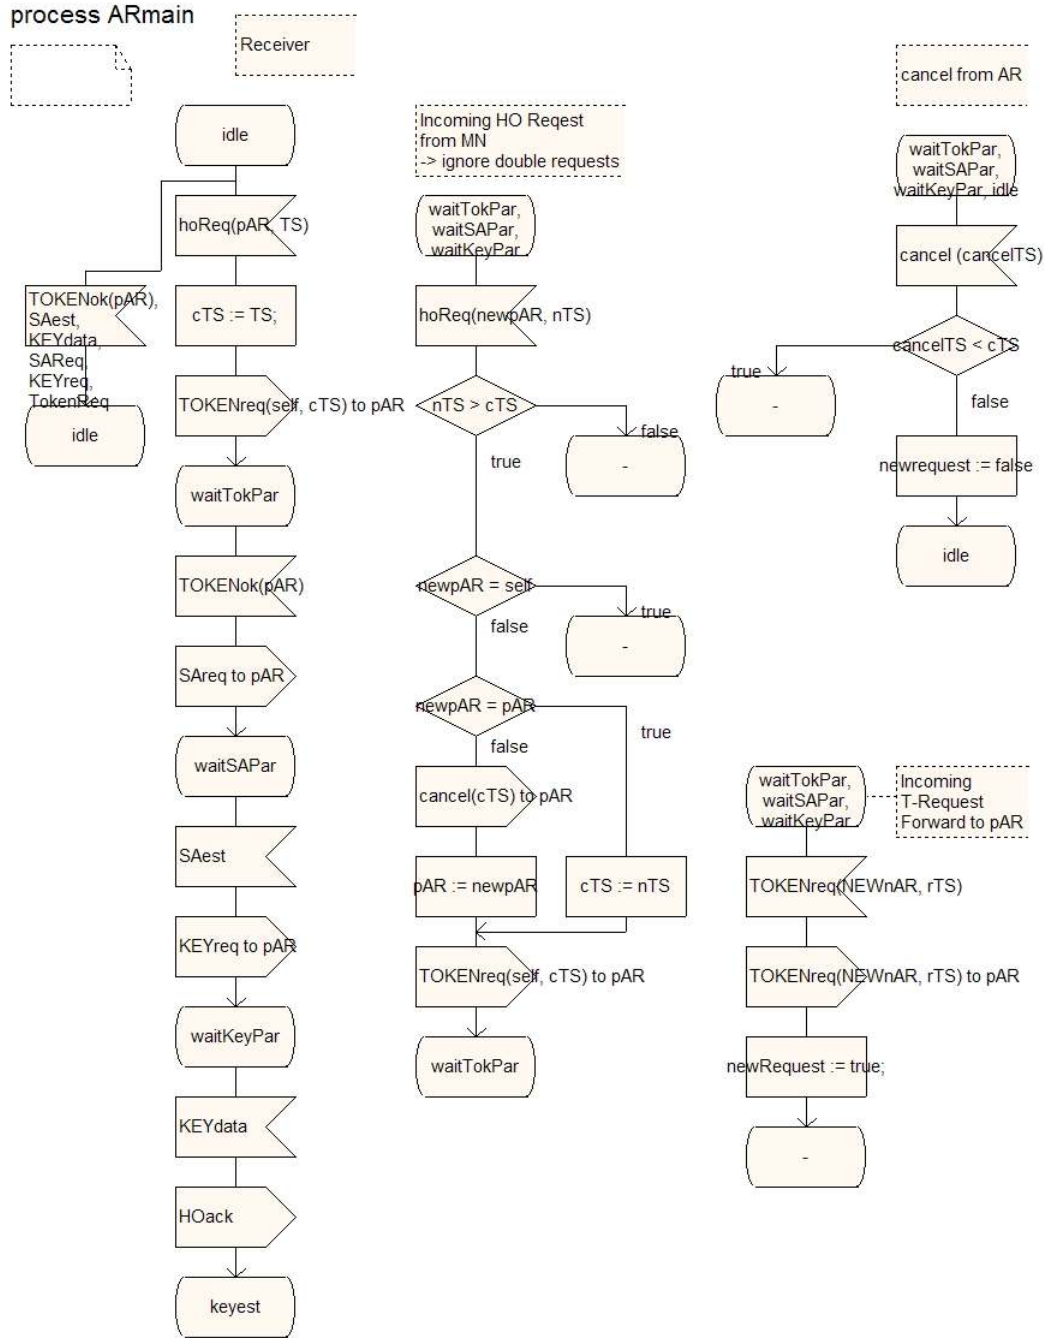 process ARmain
Receiver
idle
hoReq(pAR, TS)
TOKENok(pAR),
SAest,
KEYdata,
SAReq,
KEYreq,
TokenReq
idle
cTS := TS;
TOKENreq(self, cTS) to pAR
waitTokPar
TOKENok(pAR)
SAreq to pAR
waitSAPar
SAest
KEYreq to pAR
waitKeyPar
KEYdata
HOack
keyest
Incoming HO Reqest
from MN
-> ignore double requests
waitTokPar,
waitSAPar,
waitKeyPar
hoReq(newpAR, nTS)
nTS > cTS
false
-
true
newpAR = self
true
-
false
newpAR = pAR
true
false
cancel(cTS) to pAR
pAR := newpAR
cTS := nTS
TOKENreq(self, cTS) to pAR
waitTokPar
cancel from AR
waitTokPar,
waitSAPar,
waitKeyPar, idle
cancel (cancelTS)
cancelTS < cTS
true
-
false
newrequest := false
idle
waitTokPar,
waitSAPar,
waitKeyPar
Incoming
T-Request
Forward to pAR
TOKENreq(NEWnAR, rTS)
TOKENreq(NEWnAR, rTS) to pAR
newRequest := true;
-